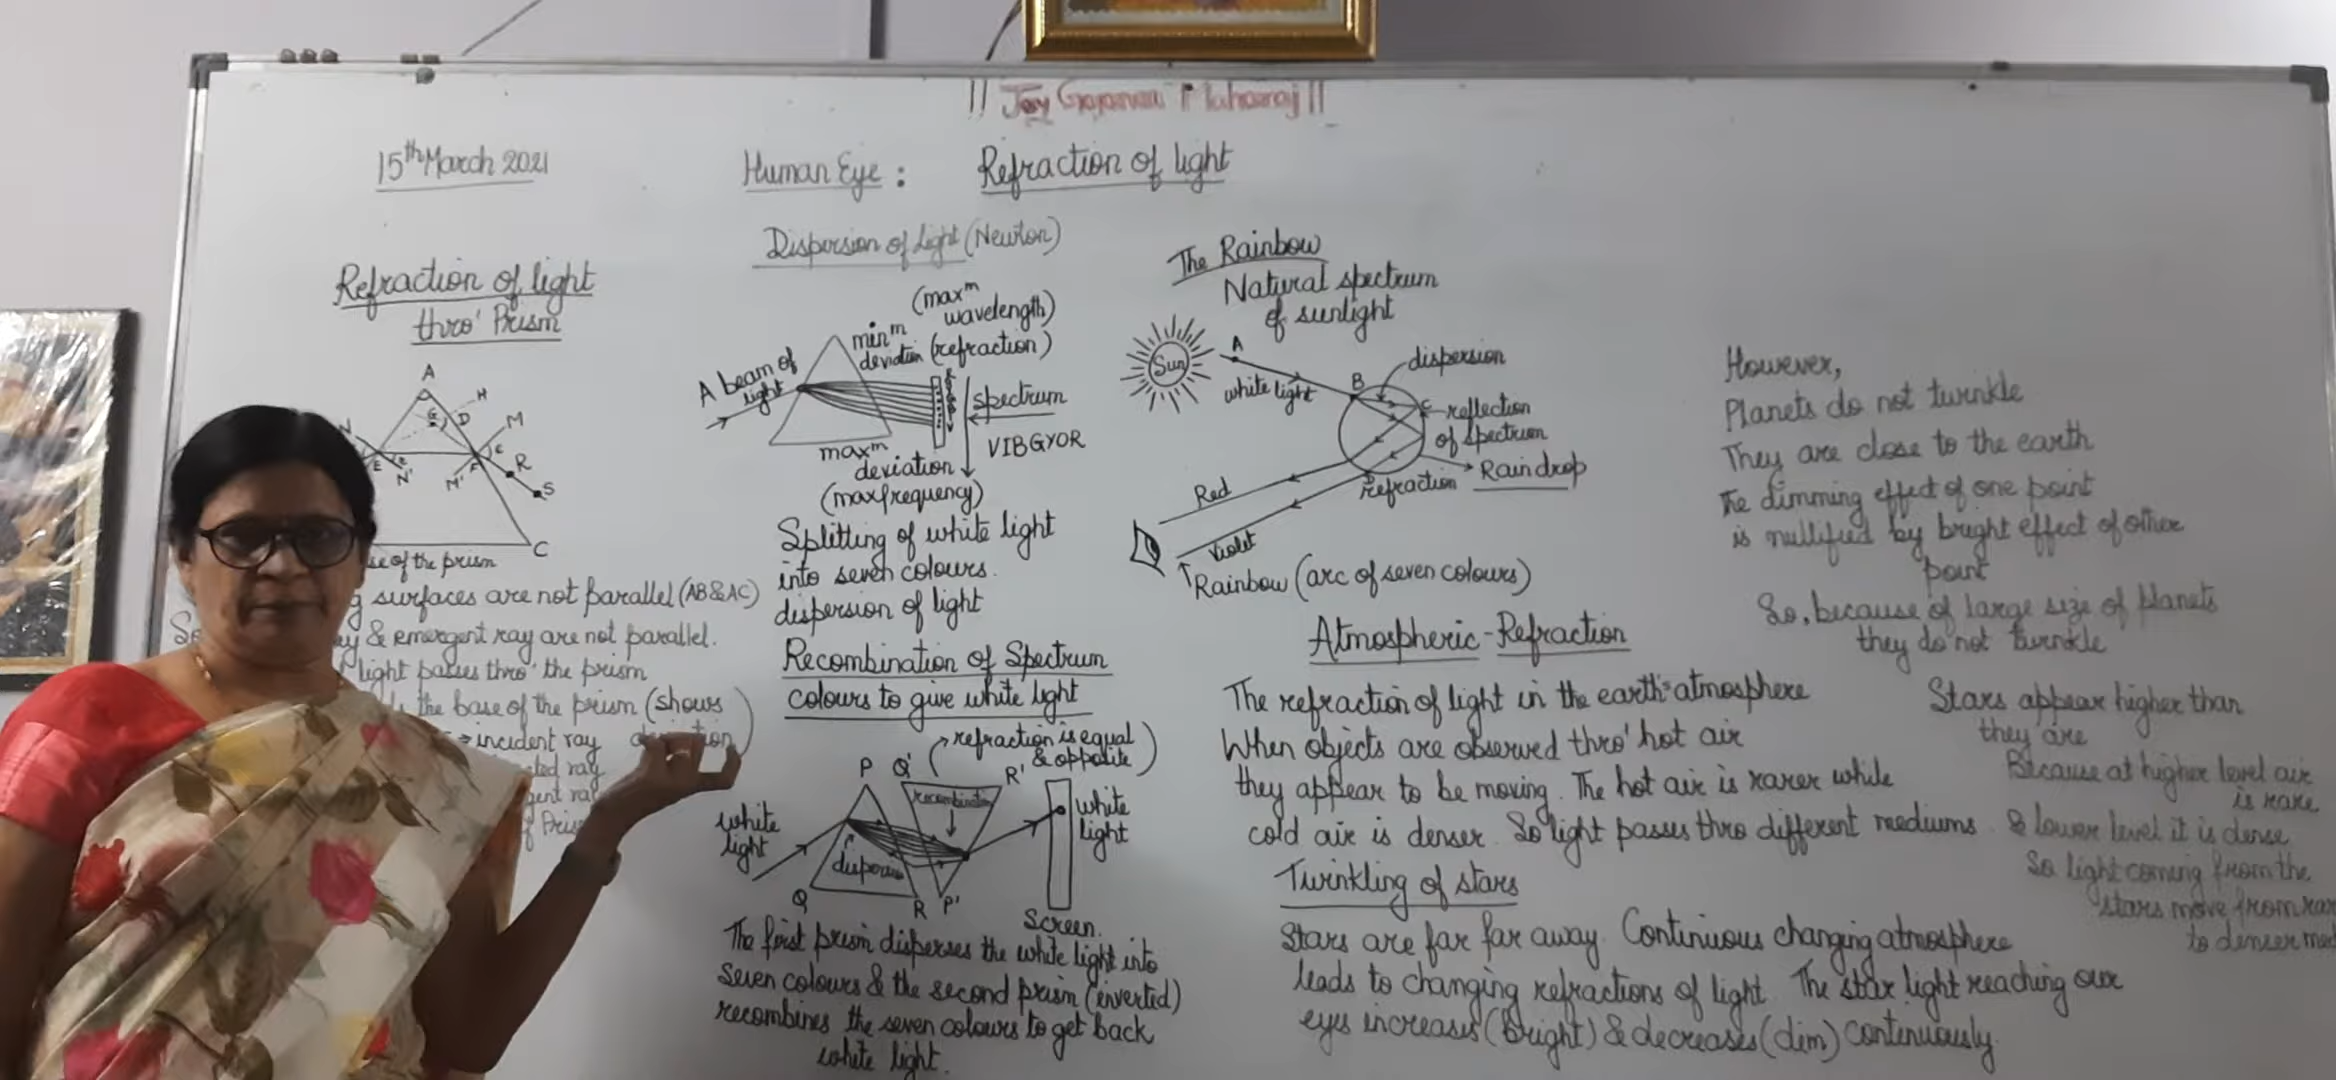 || Jay Gajanan Maharaj ||
15th March 2021
Human Eye : Refraction of light
Refraction of light
thro' Prism
A
H
G
D
M
N
E
e
N'
M'
F
R
S
C
of the prism
surfaces are not parallel (AB & AC)
& emergent ray are not parallel.
light passes thro' the prism
the base of the prism (shows
incident ray
ray
Dispersion of Light (Newton)
(maxm
wavelength)
minm
deviation (refraction)
A beam of
light
spectrum
VIBGYOR
maxm
deviation
(maxfrequency)
Splitting of white light
into seven colours.
dispersion of light
Recombination of Spectrum
colours to give white light
refraction is equal
& opposite
P Q' R'
recombination
white
light
white
light
Q R P'
Screen.
The first prism disperses the white light into
seven colours & the second prism (inverted)
recombines the seven colours to get back
white light.
The Rainbow
Natural spectrum
of sunlight
Sun
A
white light
B
dispersion
C
reflection
of spectrum
Raindrop
refraction
Red
Violet
Rainbow (arc of seven colours)
Atmospheric-Refraction
The refraction of light in the earth's atmosphere
When objects are observed thro' hot air
they appear to be moving. The hot air is rarer while
cold air is denser. So light passes thro different mediums.
Twinkling of stars
Stars are far far away. Continuous changing atmosphere
leads to changing refractions of light. The star light reaching our
eyes increases (bright) & decreases (dim) continuously.
However,
Planets do not twinkle
They are close to the earth
The dimming effect of one point
is nullified by bright effect of other
point
So, because of large size of planets
they do not twinkle
Stars appear higher than
they are
Because at higher level air
is rare
& lower level it is dense
So light coming from the
stars move from
to denser